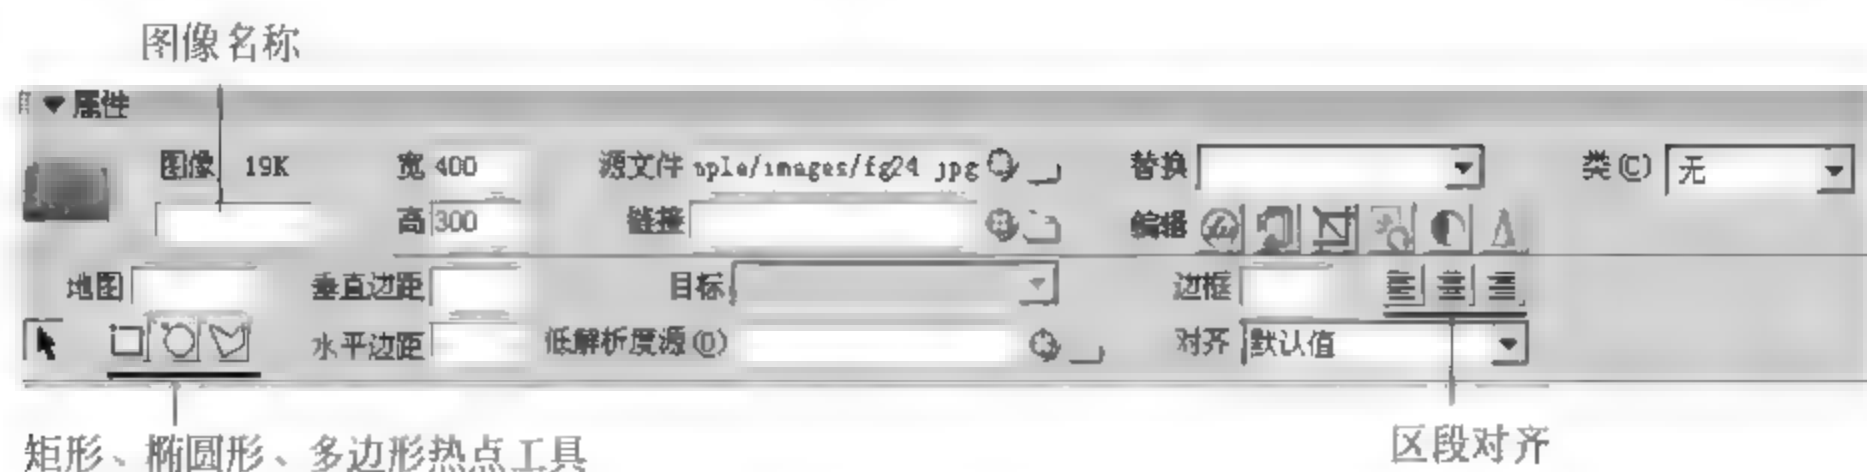 图像名称
属性
图像 19K 宽 400 源文件 mple/images/fg24 jpg 替换 类(C) 无
高 300 链接 编辑
地图 垂直边距 目标 边框
水平边距 低解析度源(D) 对齐 默认值
矩形、椭圆形、多边形热点工具
区段对齐